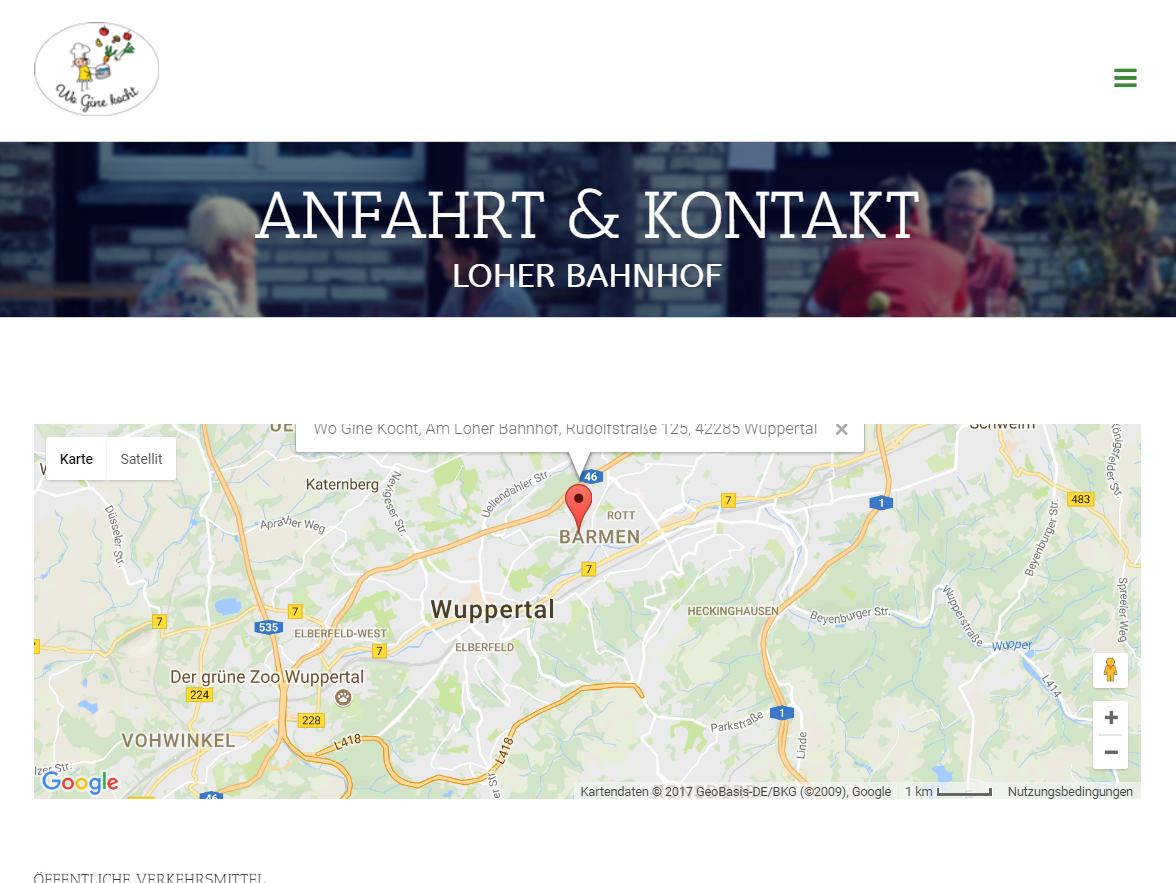 Wo Gine kocht
ANFAHRT & KONTAKT
LOHER BAHNHOF
Wo Gine Kocht, Am Loher Bahnhof, Rudolfstraße 125, 42285 Wuppertal
Schwelm
Karte
Satellit
46
Katernberg
Uellendahler Str.
Nevigeser Str.
483
7
1
ROTT
Düsseler Str.
Aprather Weg
BARMEN
Beyenburger Str.
7
Wuppertal
HECKINGHAUSEN
Beyenburger Str.
Wupperstraße
Spreeler Weg
7
7
535
ELBERFELD-WEST
7
ELBERFELD
Wupper
Der grüne Zoo Wuppertal
224
L414
228
1
Parkstraße
VOHWINKEL
L418
L418
Linde
Google
46
Kartendaten © 2017 GeoBasis-DE/BKG (©2009), Google
1 km
Nutzungsbedingungen
ÖFFENTLICHE VERKEHRSMITTEL